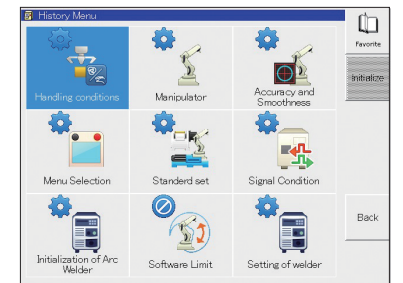 History Menu
Favorite
Initialize
Handling conditions
Manipulator
Accuracy and
Smoothness
Menu Selection
Standerd set
Signal Condition
Back
Initialization of Arc
Welder
Software Limit
Setting of welder